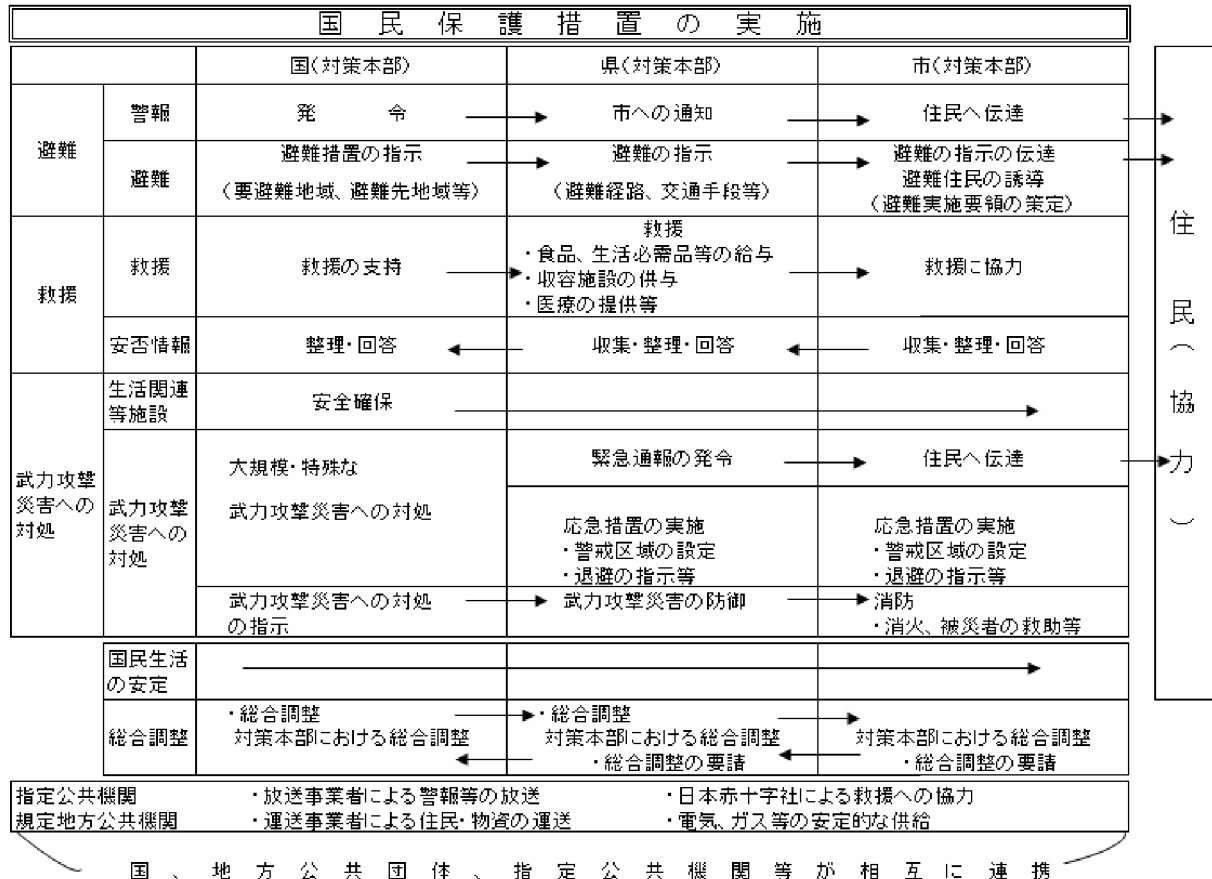 国民保護措置の実施
国(対策本部) 県(対策本部) 市(対策本部)
避難
警報 発令 市への通知 住民へ伝達
避難 避難措置の指示 避難の指示 避難の指示の伝達
(要避難地域、避難先地域等) (避難経路、交通手段等) 避難住民の誘導
(避難実施要領の策定)
救援
救援 救援の支持 救援 救援に協力
・食品、生活必需品等の給与
・収容施設の供与
・医療の提供等
安否情報 整理・回答 収集・整理・回答 収集・整理・回答
武力攻撃
災害への
対処
生活関連
等施設
安全確保
武力攻撃
災害への
対処
大規模・特殊な
武力攻撃災害への対処
緊急通報の発令 住民へ伝達
応急措置の実施 応急措置の実施
・警戒区域の設定 ・警戒区域の設定
・退避の指示等 ・退避の指示等
武力攻撃災害への対処 武力攻撃災害の防御 消防
の指示 ・消火、被災者の救助等
国民生活
の安定
総合調整
・総合調整 ・総合調整
対策本部における総合調整 対策本部における総合調整 対策本部における総合調整
・総合調整の要請 ・総合調整の要請
住民(協力)
指定公共機関 ・放送事業者による警報等の放送 ・日本赤十字社による救援への協力
規定地方公共機関 ・運送事業者による住民・物資の運送 ・電気、ガス等の安定的な供給
国、地方公共団体、指定公共機関等が相互に連携